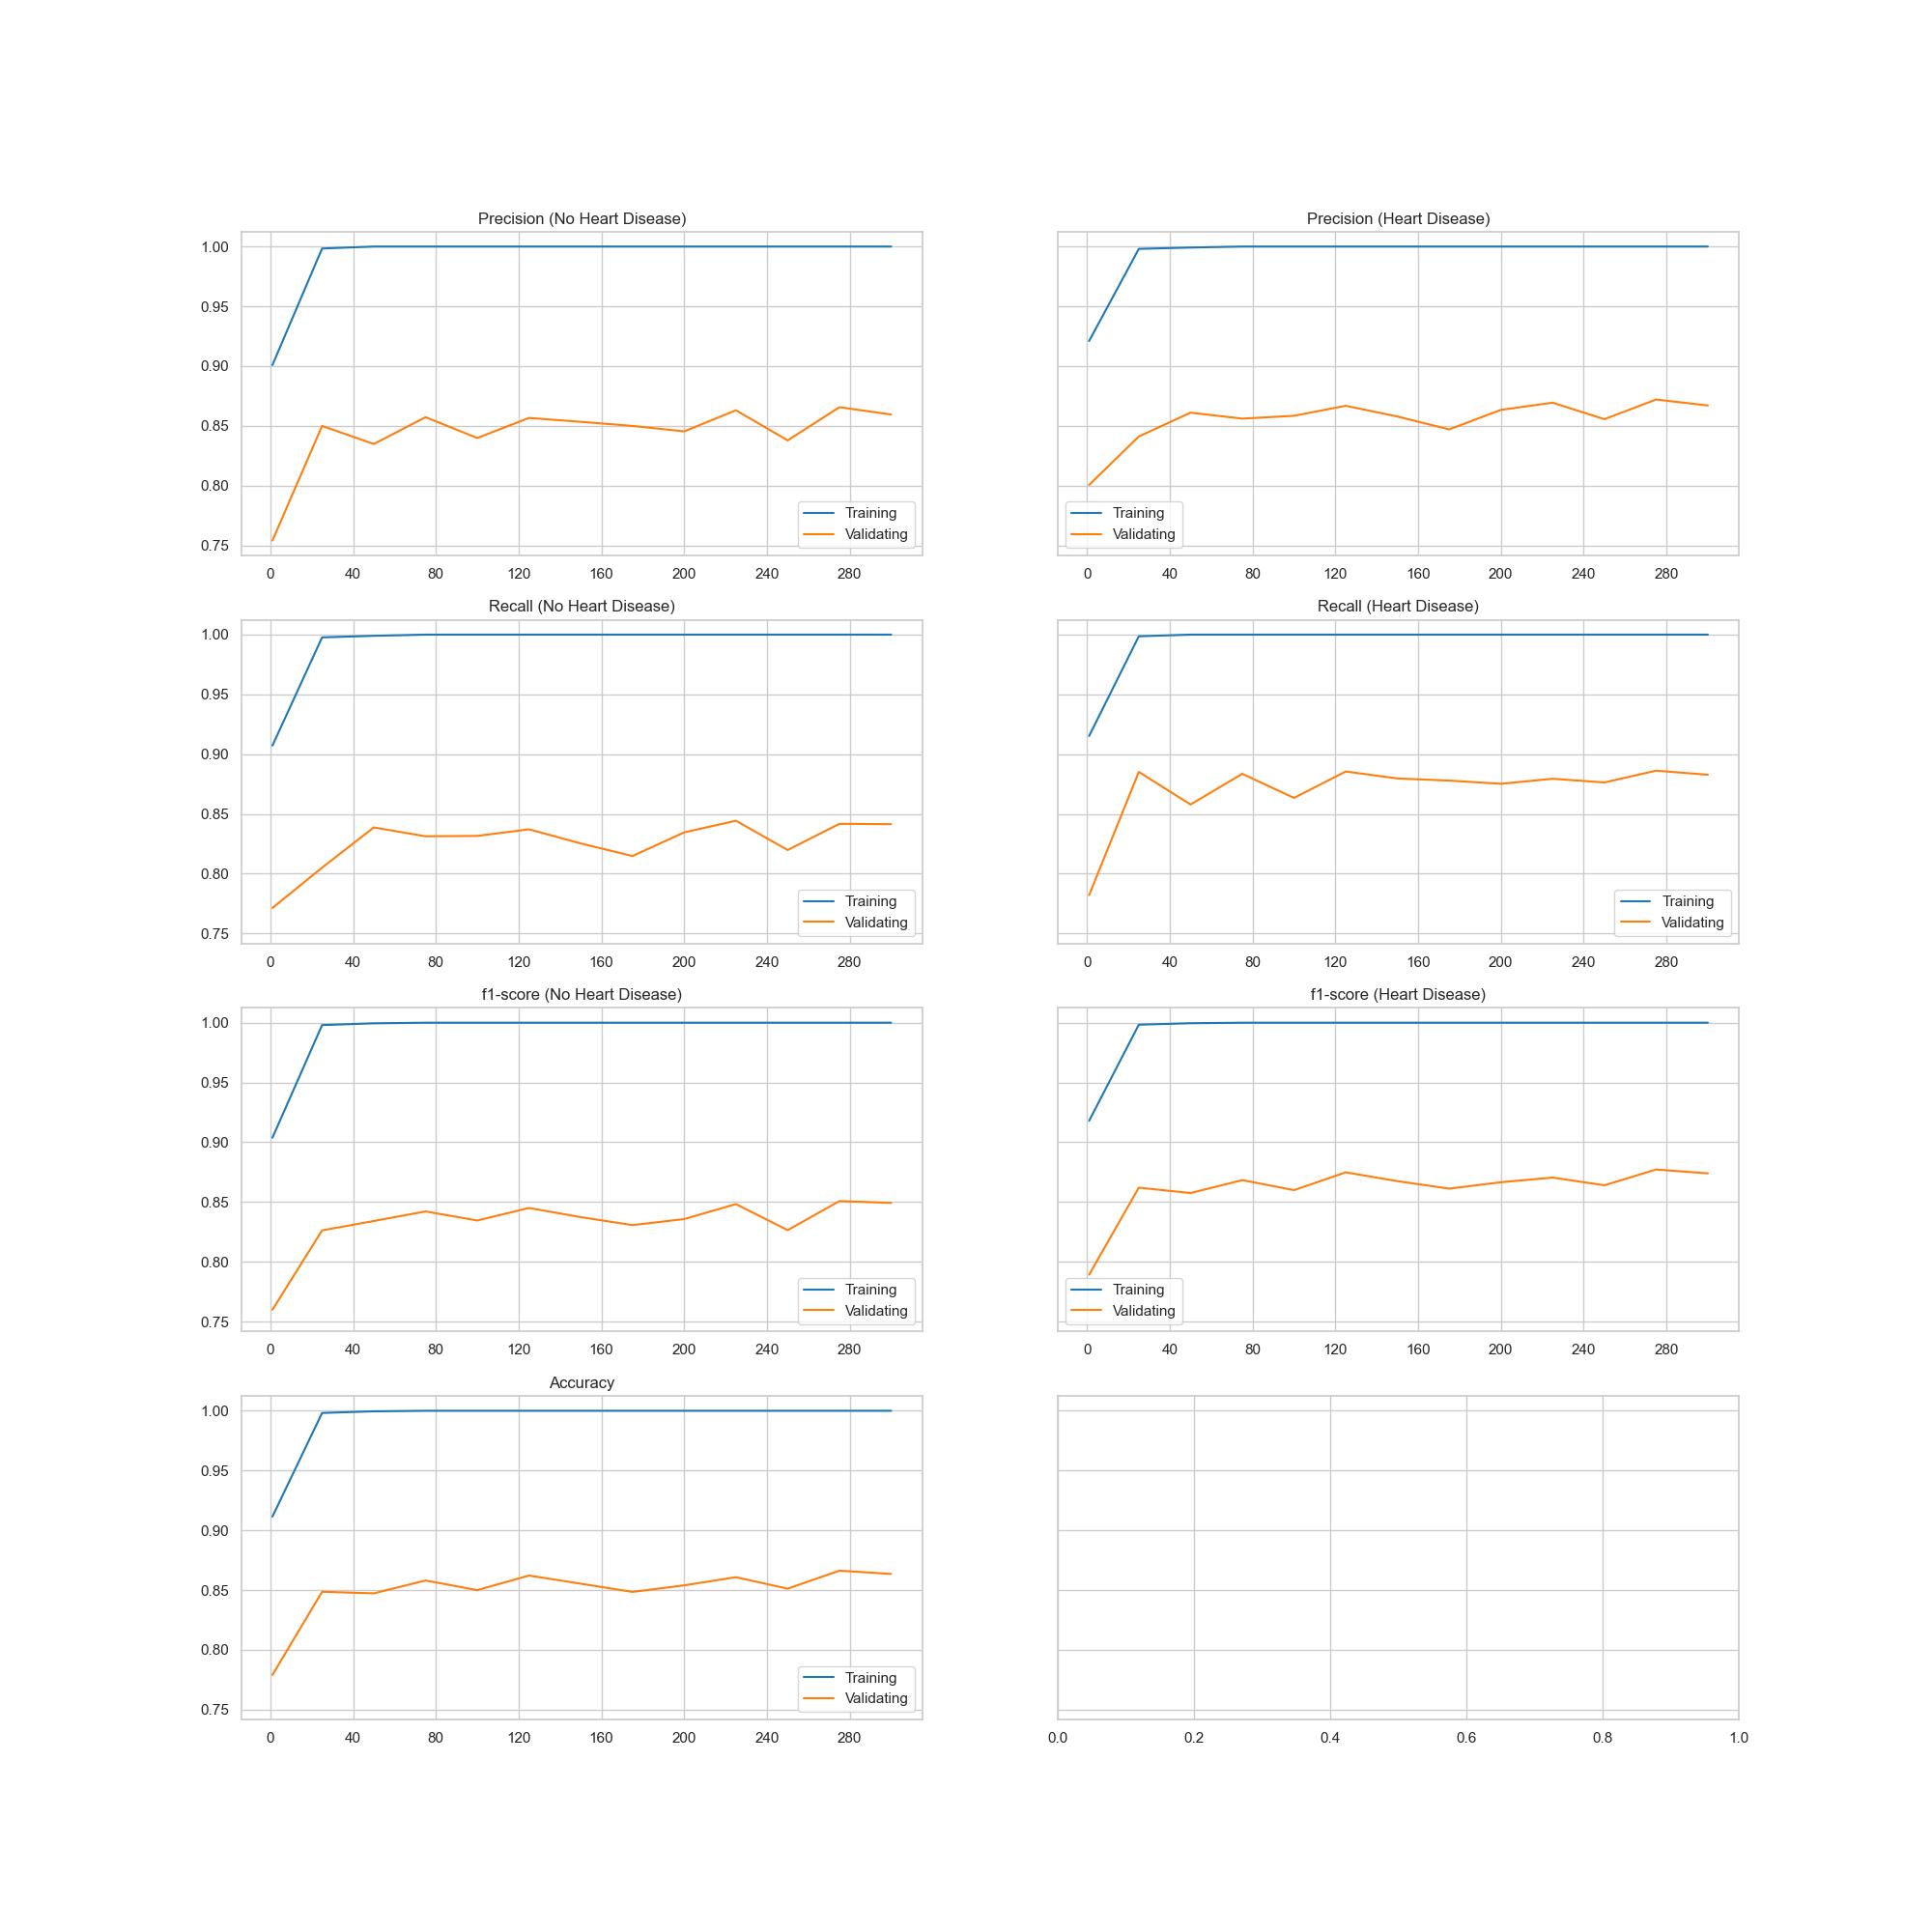 Precision (No Heart Disease)
1.00
0.95
0.90
0.85
0.80
0.75
Training
Validating
0 40 80 120 160 200 240 280
Precision (Heart Disease)
Training
Validating
0 40 80 120 160 200 240 280
Recall (No Heart Disease)
1.00
0.95
0.90
0.85
0.80
0.75
Training
Validating
0 40 80 120 160 200 240 280
Recall (Heart Disease)
Training
Validating
0 40 80 120 160 200 240 280
f1-score (No Heart Disease)
1.00
0.95
0.90
0.85
0.80
0.75
Training
Validating
0 40 80 120 160 200 240 280
f1-score (Heart Disease)
Training
Validating
0 40 80 120 160 200 240 280
Accuracy
1.00
0.95
0.90
0.85
0.80
0.75
Training
Validating
0 40 80 120 160 200 240 280
0.0 0.2 0.4 0.6 0.8 1.0